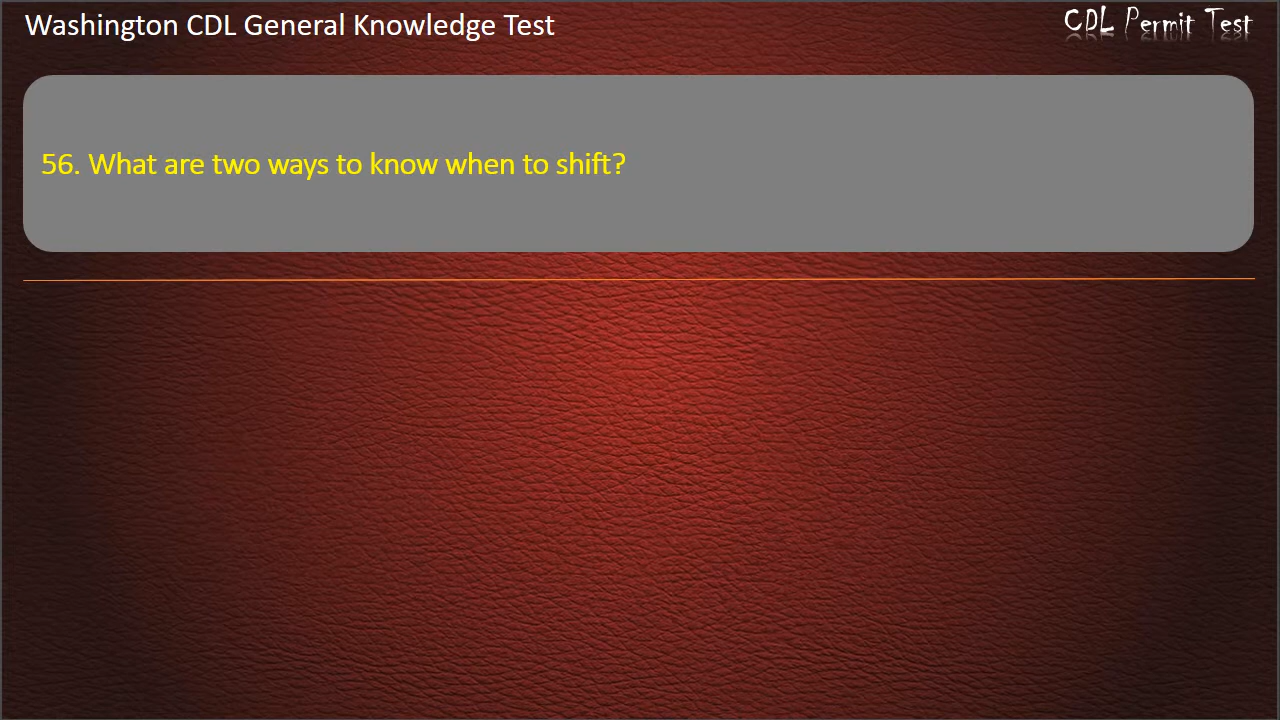 Washington CDL General Knowledge Test
CDL Permit Test
56. What are two ways to know when to shift?